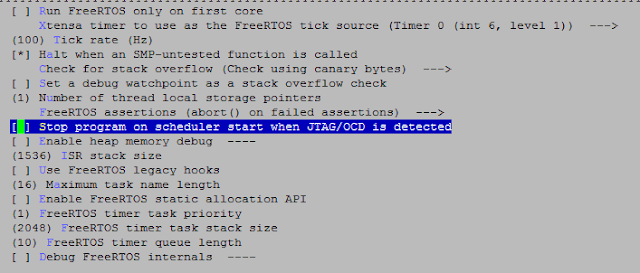 [ ] Run FreeRTOS only on first core
Xtensa timer to use as the FreeRTOS tick source (Timer 0 (int 6, level 1))  --->
(100) Tick rate (Hz)
[*] Halt when an SMP-untested function is called
Check for stack overflow (Check using canary bytes)  --->
[ ] Set a debug watchpoint as a stack overflow check
(1) Number of thread local storage pointers
FreeRTOS assertions (abort() on failed assertions)  --->
[ ] Stop program on scheduler start when JTAG/OCD is detected
[ ] Enable heap memory debug  ----
(1536) ISR stack size
[ ] Use FreeRTOS legacy hooks
(16) Maximum task name length
[ ] Enable FreeRTOS static allocation API
(1) FreeRTOS timer task priority
(2048) FreeRTOS timer task stack size
(10) FreeRTOS timer queue length
[ ] Debug FreeRTOS internals  ----